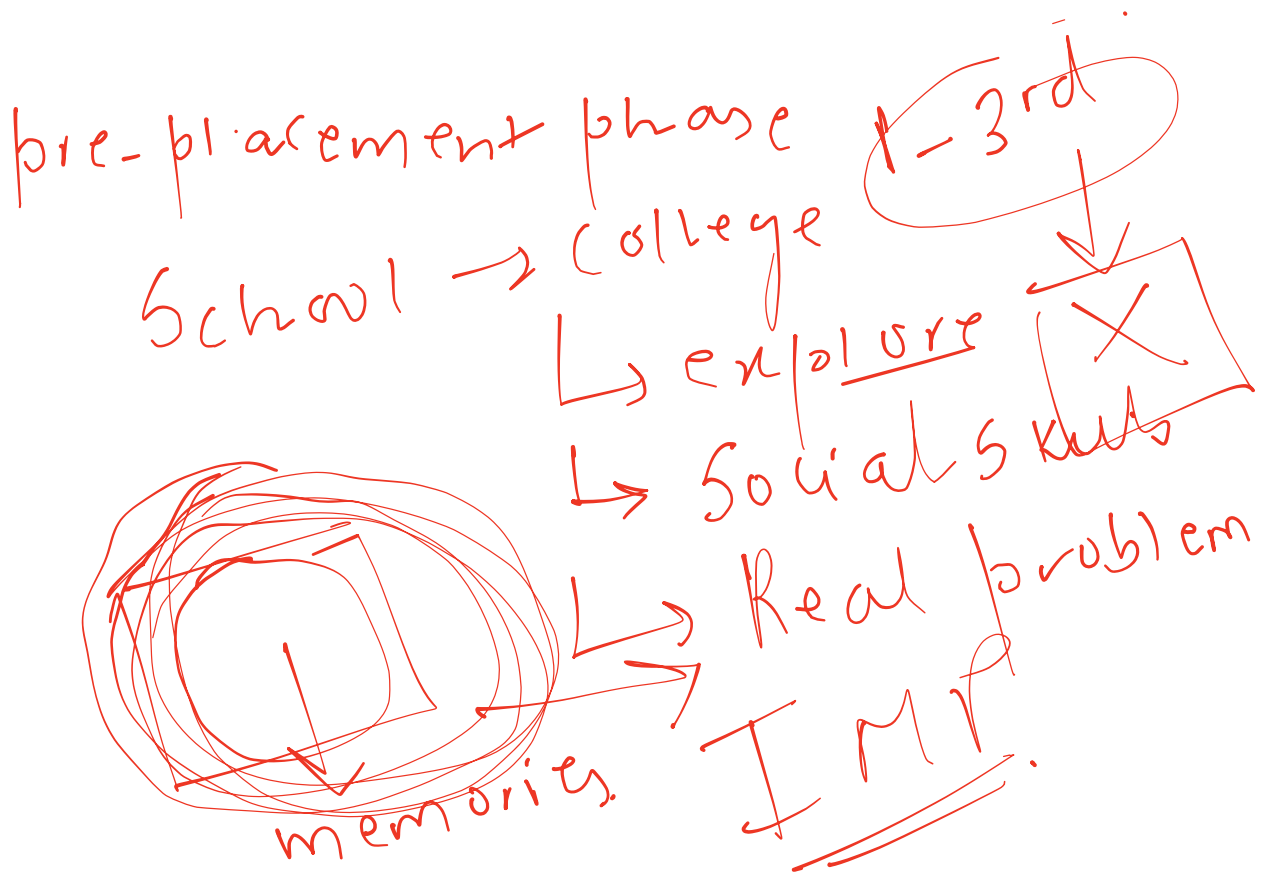 pre-placement phase 1-3rd
School → college
↳ explore
↳ Social Skills
↳ Real problem
IMP.
memories.